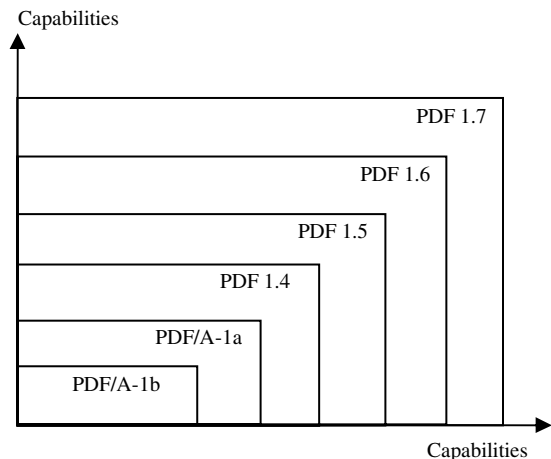 Capabilities
PDF 1.7
PDF 1.6
PDF 1.5
PDF 1.4
PDF/A-1a
PDF/A-1b
Capabilities